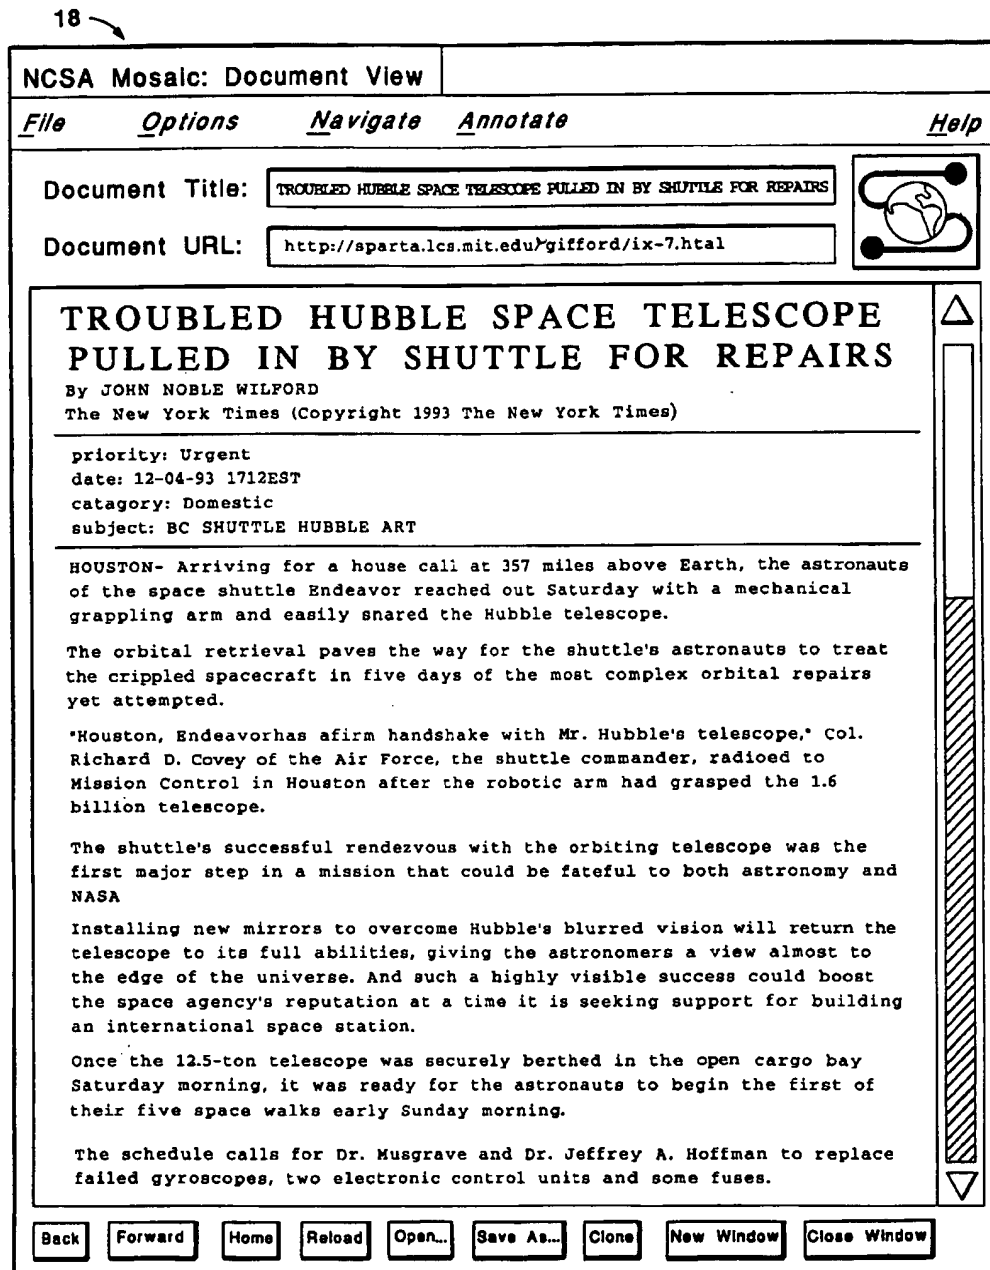 18
NCSA Mosaic: Document View
File Options Navigate Annotate Help
Document Title: TROUBLED HUBBLE SPACE TELESCOPE PULLED IN BY SHUTTLE FOR REPAIRS
Document URL: http://sparta.lcs.mit.edu/~gifford/ix-7.htal
TROUBLED HUBBLE SPACE TELESCOPE
PULLED IN BY SHUTTLE FOR REPAIRS
By JOHN NOBLE WILFORD
The New York Times (Copyright 1993 The New York Times)
priority: Urgent
date: 12-04-93 1712EST
catagory: Domestic
subject: BC SHUTTLE HUBBLE ART
HOUSTON- Arriving for a house call at 357 miles above Earth, the astronauts
of the space shuttle Endeavor reached out Saturday with a mechanical
grappling arm and easily snared the Hubble telescope.
The orbital retrieval paves the way for the shuttle's astronauts to treat
the crippled spacecraft in five days of the most complex orbital repairs
yet attempted.
"Houston, Endeavorhas afirm handshake with Mr. Hubble's telescope," Col.
Richard D. Covey of the Air Force, the shuttle commander, radioed to
Mission Control in Houston after the robotic arm had grasped the 1.6
billion telescope.
The shuttle's successful rendezvous with the orbiting telescope was the
first major step in a mission that could be fateful to both astronomy and
NASA
Installing new mirrors to overcome Hubble's blurred vision will return the
telescope to its full abilities, giving the astronomers a view almost to
the edge of the universe. And such a highly visible success could boost
the space agency's reputation at a time it is seeking support for building
an international space station.
Once the 12.5-ton telescope was securely berthed in the open cargo bay
Saturday morning, it was ready for the astronauts to begin the first of
their five space walks early Sunday morning.
The schedule calls for Dr. Musgrave and Dr. Jeffrey A. Hoffman to replace
failed gyroscopes, two electronic control units and some fuses.
Back Forward Home Reload Open... Save As... Clone New Window Close Window